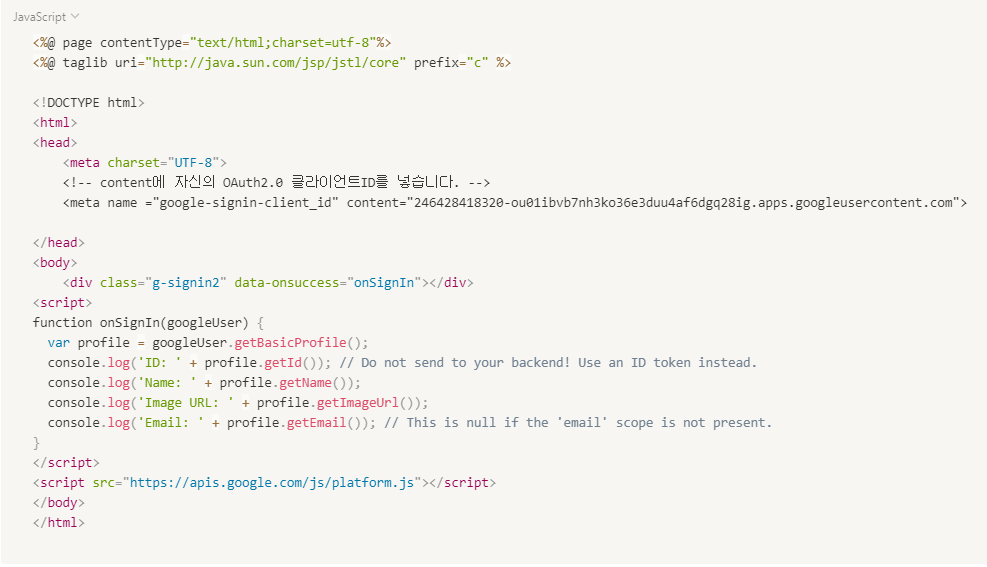 JavaScript
<%@ page contentType="text/html;charset=utf-8"%>
<%@ taglib uri="http://java.sun.com/jsp/jstl/core" prefix="c" %>
<!DOCTYPE html>
<html>
<head>
<meta charset="UTF-8">
<!-- content에 자신의 OAuth2.0 클라이언트ID를 넣습니다. -->
<meta name ="google-signin-client_id" content="246428418320-ou01ibvb7nh3ko36e3duu4af6dgq28ig.apps.googleusercontent.com">
</head>
<body>
<div class="g-signin2" data-onsuccess="onSignIn"></div>
<script>
function onSignIn(googleUser) {
var profile = googleUser.getBasicProfile();
console.log('ID: ' + profile.getId()); // Do not send to your backend! Use an ID token instead.
console.log('Name: ' + profile.getName());
console.log('Image URL: ' + profile.getImageUrl());
console.log('Email: ' + profile.getEmail()); // This is null if the 'email' scope is not present.
}
</script>
<script src="https://apis.google.com/js/platform.js"></script>
</body>
</html>